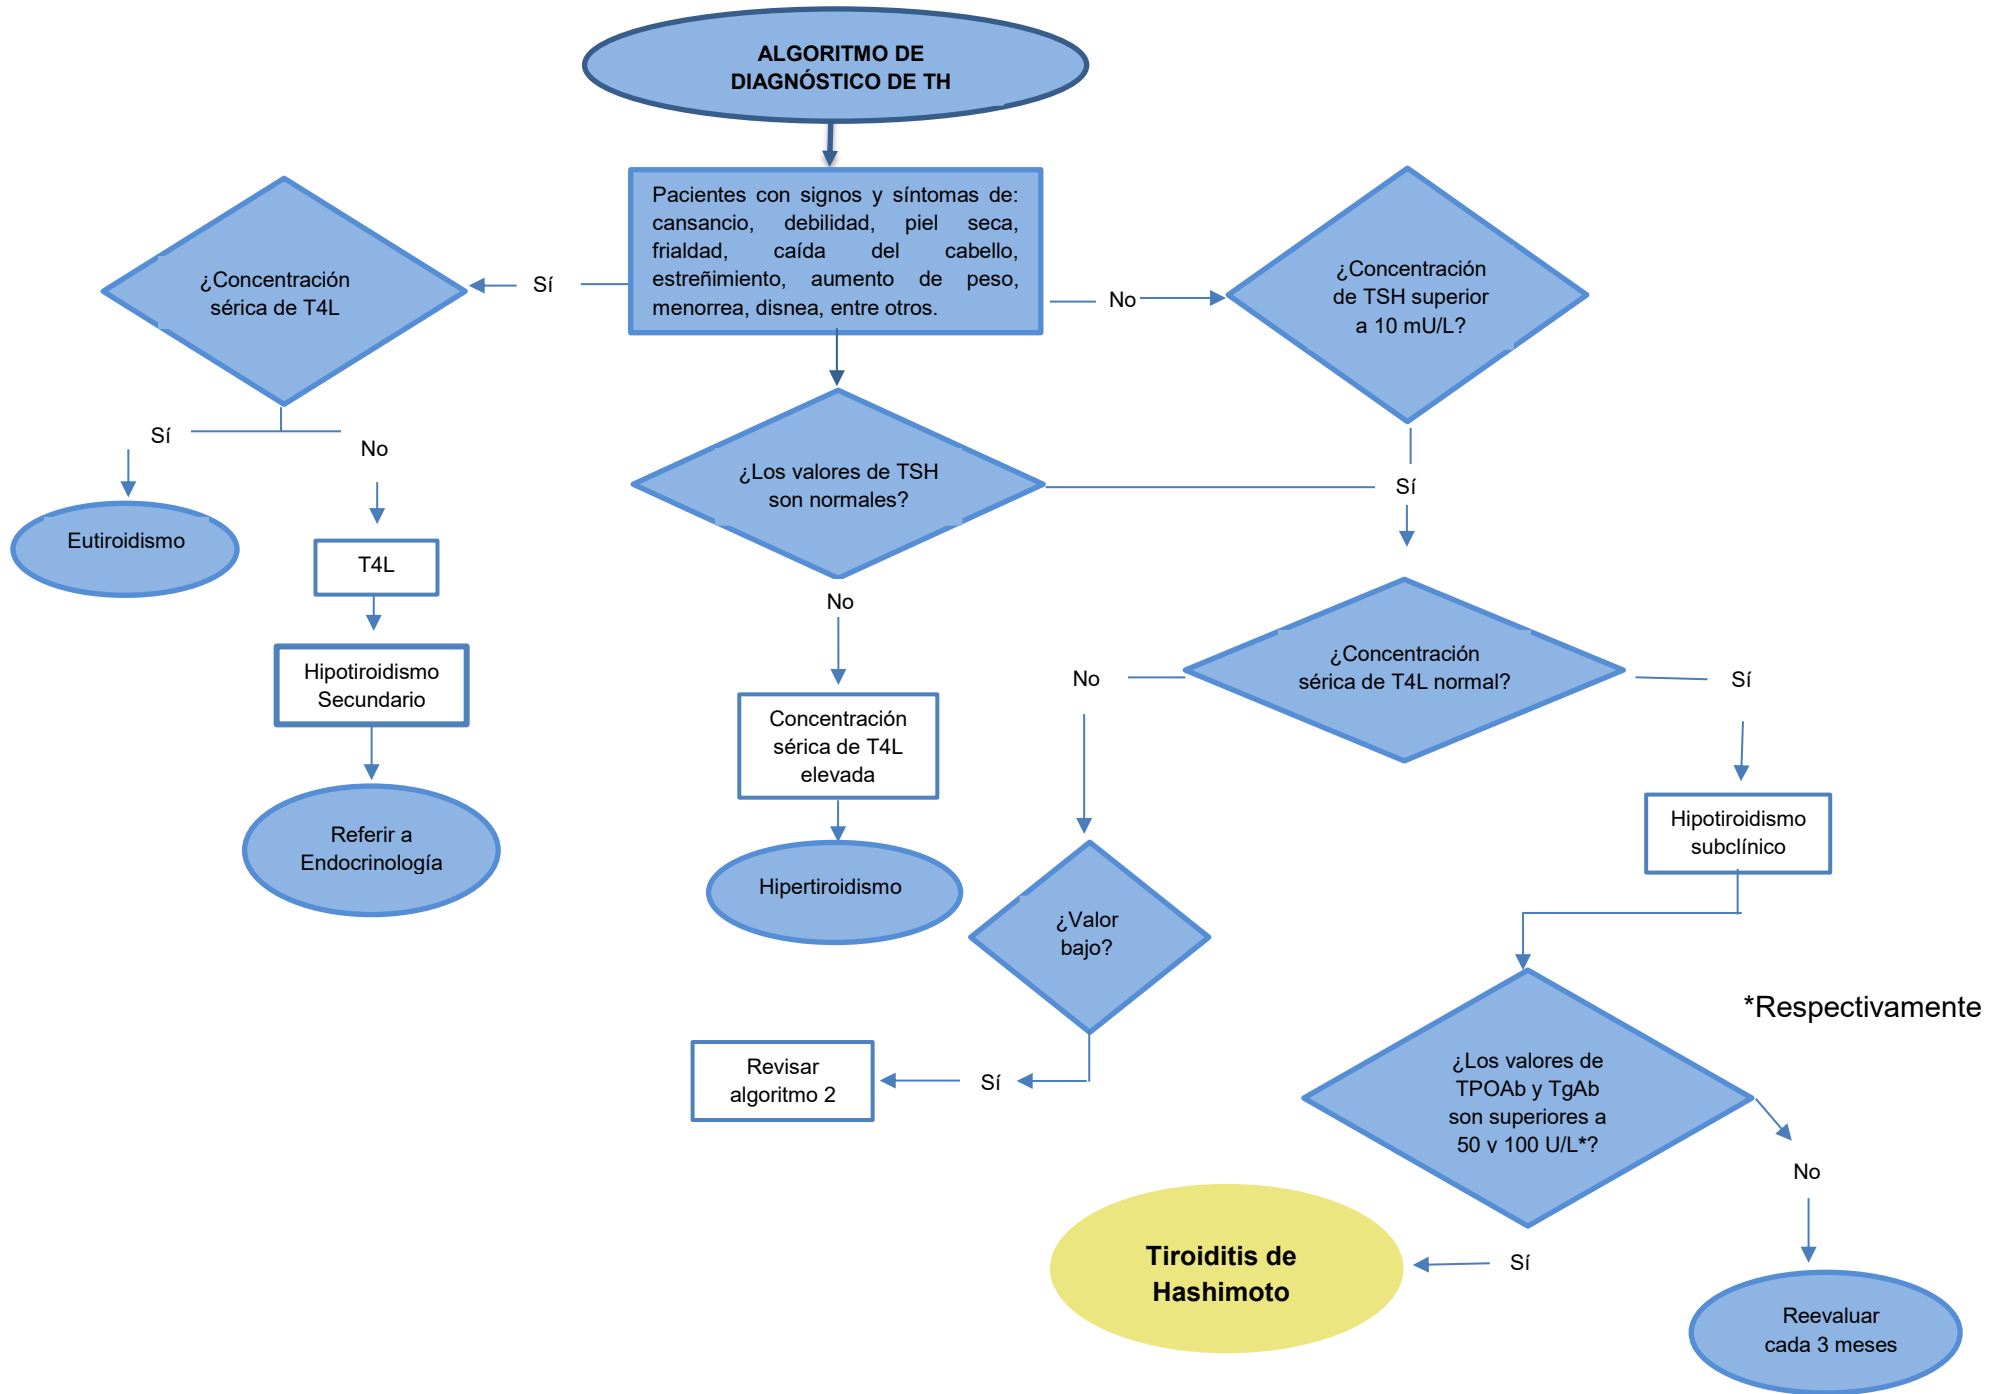 ALGORITMO DE
DIAGNÓSTICO DE TH
Pacientes con signos y síntomas de:
cansancio, debilidad, piel seca,
frialdad, caída del cabello,
estreñimiento, aumento de peso,
menorrea, disnea, entre otros.
Sí
No
¿Concentración
sérica de T4L
¿Concentración
de TSH superior
a 10 mU/L?
Sí
No
¿Los valores de TSH
son normales?
Sí
Eutiroidismo
T4L
No
Hipotiroidismo
Secundario
¿Concentración
sérica de T4L normal?
No
Sí
Concentración
sérica de T4L
elevada
Referir a
Endocrinología
Hipertiroidismo
Hipotiroidismo
subclínico
¿Valor
bajo?
*Respectivamente
Revisar
algoritmo 2
Sí
¿Los valores de
TPOAb y TgAb
son superiores a
50 y 100 U/L*?
No
Tiroiditis de
Hashimoto
Sí
Reevaluar
cada 3 meses